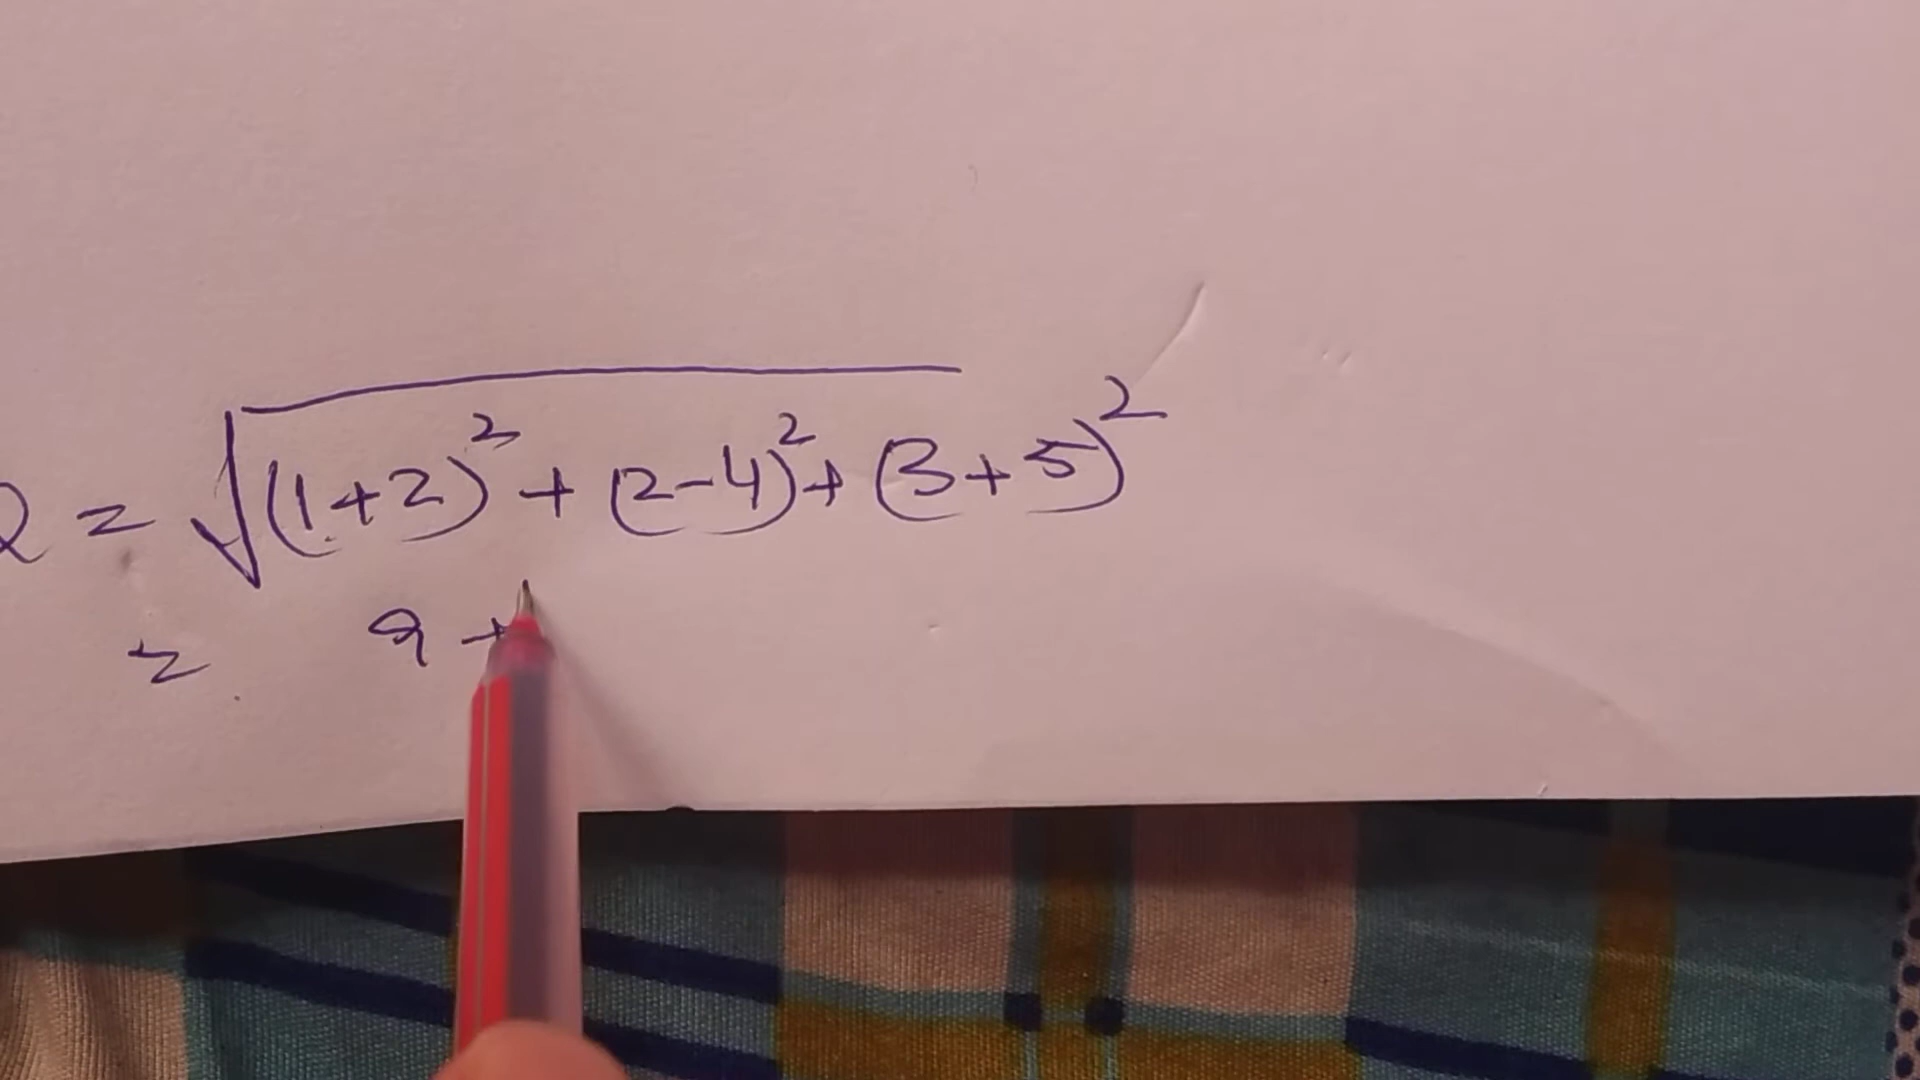 Q = √(1+2)² + (2-4)² + (3+5)²
= 9 +